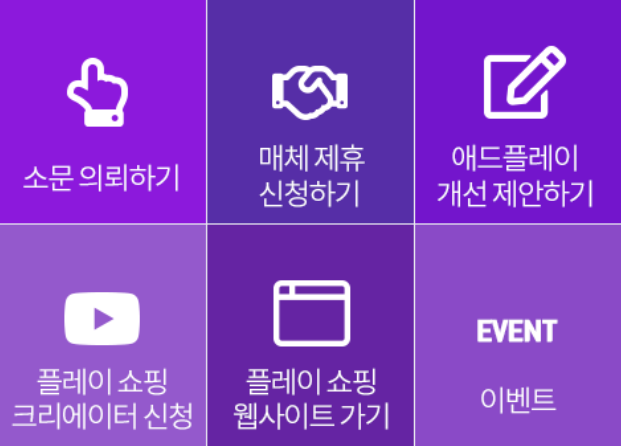 소문 의뢰하기
매체 제휴
신청하기
애드플레이
개선 제안하기
플레이 쇼핑
크리에이터 신청
플레이 쇼핑
웹사이트 가기
EVENT
이벤트